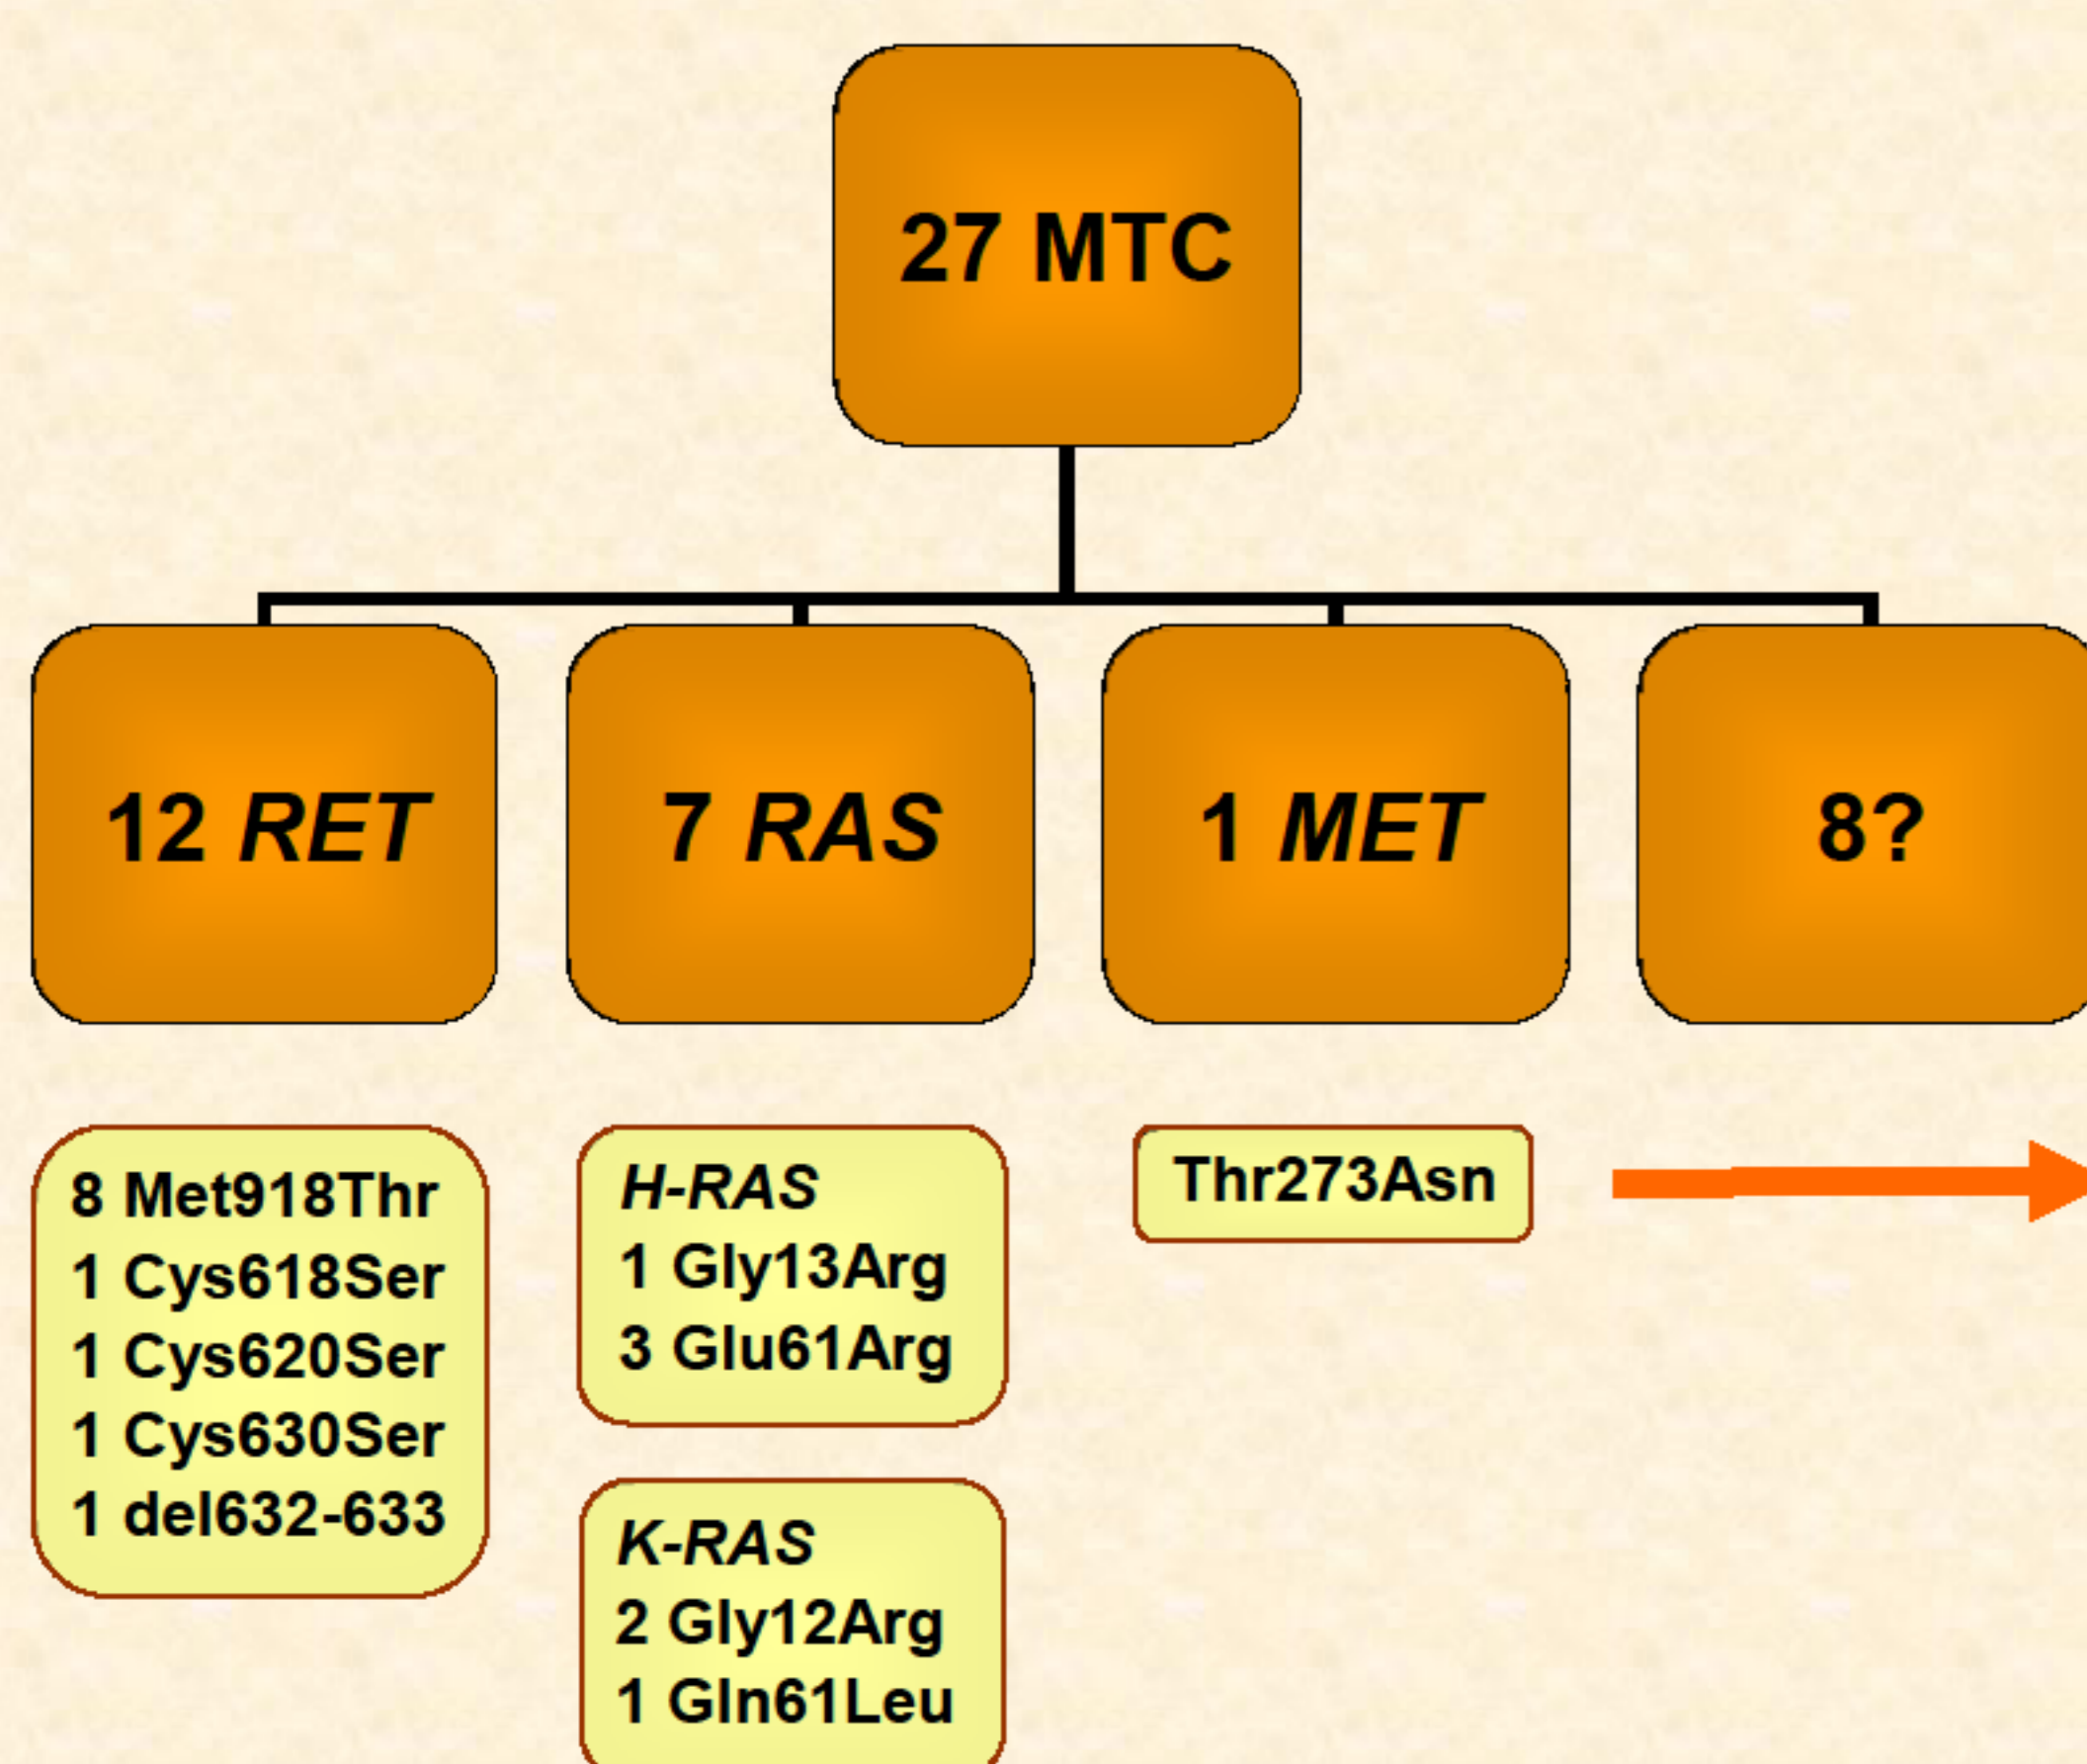 27 MTC
12 RET
7 RAS
1 MET
8?
8 Met918Thr
1 Cys618Ser
1 Cys620Ser
1 Cys630Ser
1 del632-633
H-RAS
1 Gly13Arg
3 Glu61Arg
K-RAS
2 Gly12Arg
1 Gln61Leu
Thr273Asn